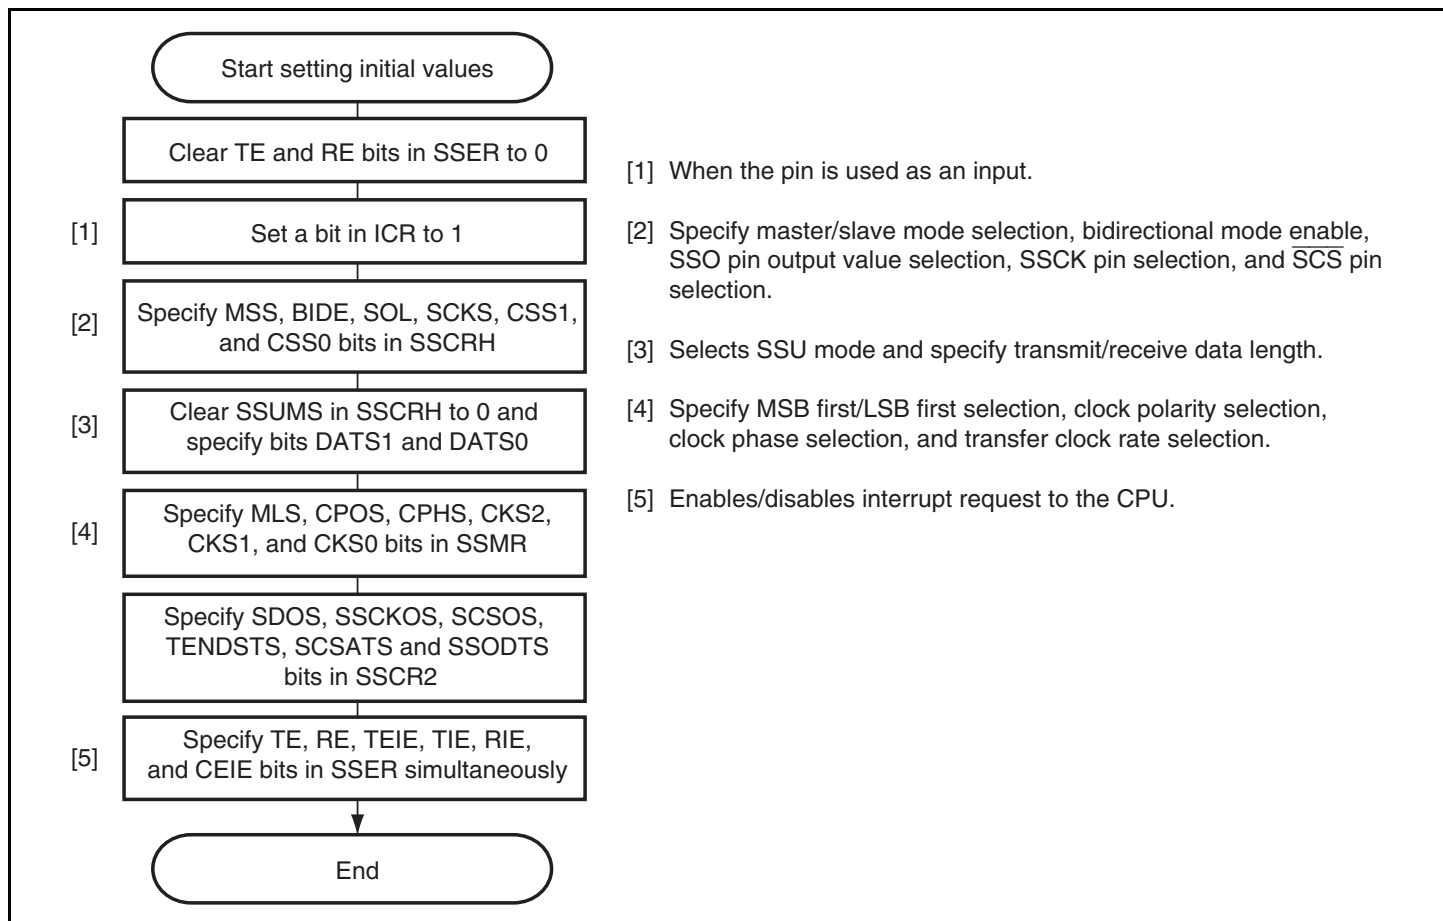 Start setting initial values
Clear TE and RE bits in SSER to 0
[1] Set a bit in ICR to 1
[2] Specify MSS, BIDE, SOL, SCKS, CSS1,
and CSS0 bits in SSCRH
[3] Clear SSUMS in SSCRH to 0 and
specify bits DATS1 and DATS0
[4] Specify MLS, CPOS, CPHS, CKS2,
CKS1, and CKS0 bits in SSMR
Specify SDOS, SSCKOS, SCSOS,
TENDSTS, SCSATS and SSODTS
bits in SSCR2
[5] Specify TE, RE, TEIE, TIE, RIE,
and CEIE bits in SSER simultaneously
End
[1] When the pin is used as an input.
[2] Specify master/slave mode selection, bidirectional mode enable,
SSO pin output value selection, SSCK pin selection, and S̅C̅S̅ pin
selection.
[3] Selects SSU mode and specify transmit/receive data length.
[4] Specify MSB first/LSB first selection, clock polarity selection,
clock phase selection, and transfer clock rate selection.
[5] Enables/disables interrupt request to the CPU.